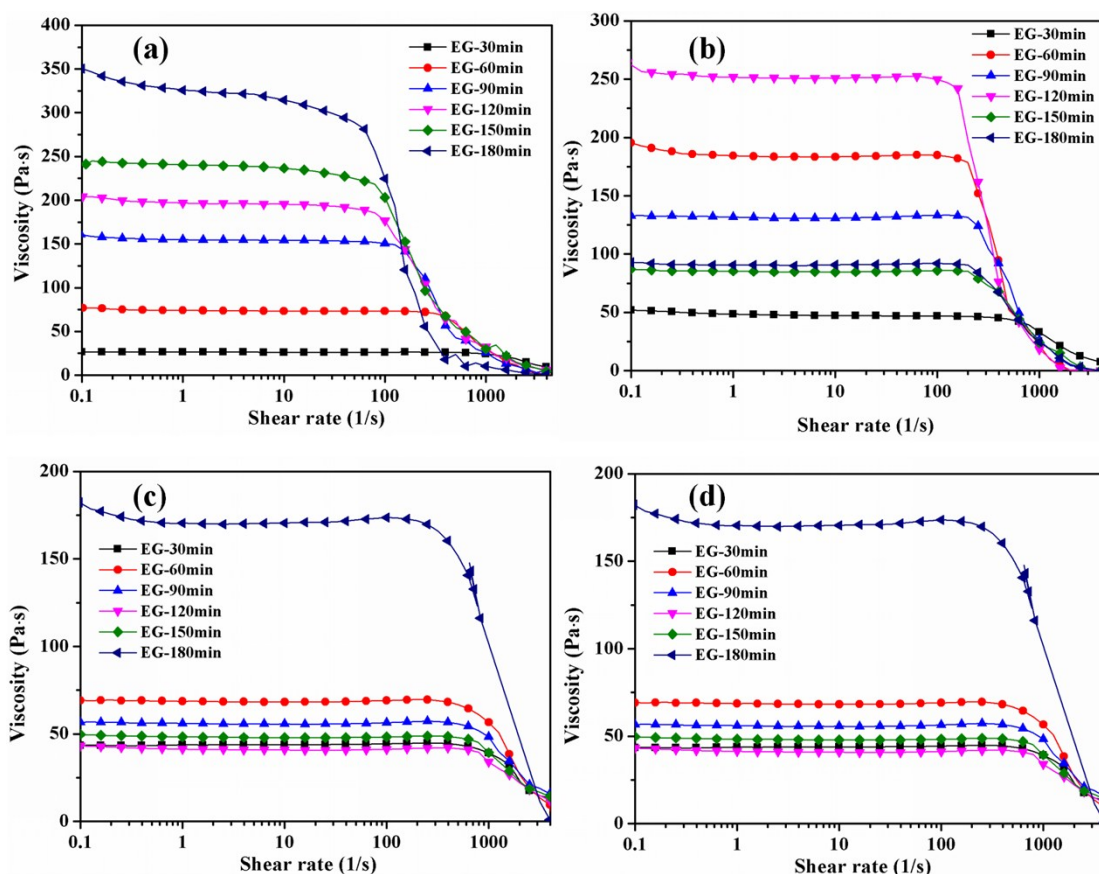 (a)
EG-30min
EG-60min
EG-90min
EG-120min
EG-150min
EG-180min
400
350
300
250
200
150
100
50
0
Viscosity (Pa·s)
0.1 1 10 100 1000
Shear rate (1/s)
(b)
EG-30min
EG-60min
EG-90min
EG-120min
EG-150min
EG-180min
300
250
200
150
100
50
0
Viscosity (Pa·s)
0.1 1 10 100 1000
Shear rate (1/s)
(c)
EG-30min
EG-60min
EG-90min
EG-120min
EG-150min
EG-180min
200
150
100
50
0
Viscosity (Pa·s)
0.1 1 10 100 1000
Shear rate (1/s)
(d)
EG-30min
EG-60min
EG-90min
EG-120min
EG-150min
EG-180min
200
150
100
50
0
Viscosity (Pa·s)
0.1 1 10 100 1000
Shear rate (1/s)